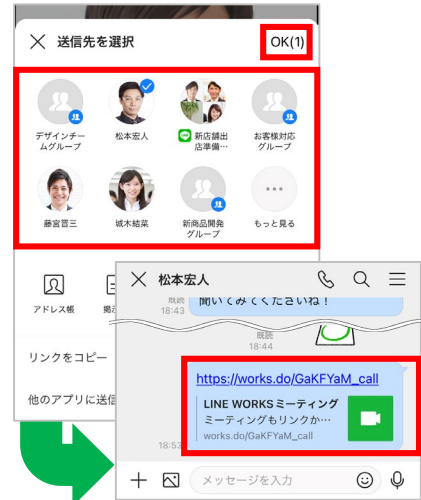 送信先を選択
OK(1)
デザインチー
ムグループ
松本宏人
新店舗出
店準備…
お客様対応
グループ
藤宮晋三
城木結菜
新商品開発
グループ
もっと見る
アドレス帳
リンクをコピー
他のアプリに送信
松本宏人
既読
18:43
聞いてみてくださいね！
既読
18:44
https://works.do/GaKFYaM_call
LINE WORKSミーティング
ミーティングもリンクか…
works.do/GaKFYaM_call
18:53
メッセージを入力